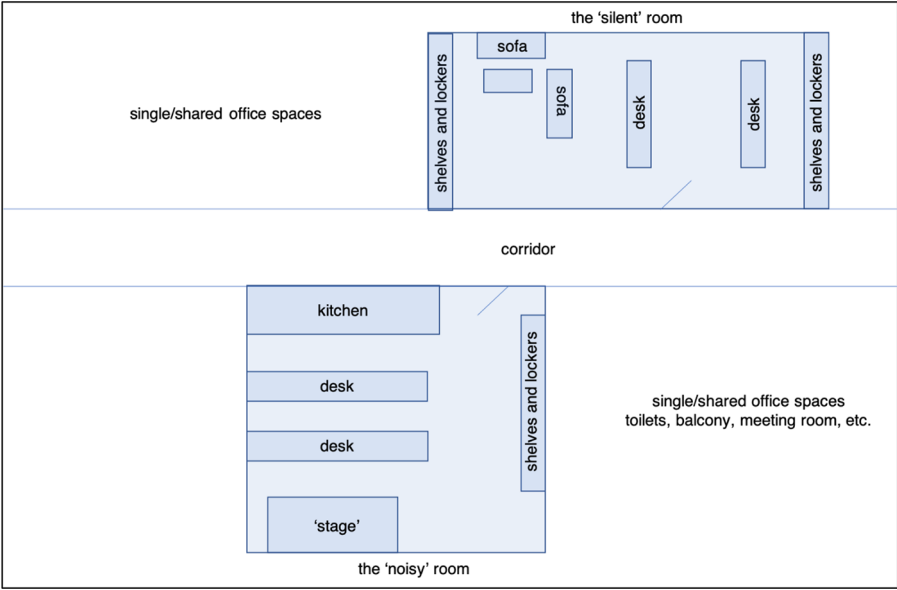 the ‘silent’ room
sofa
shelves and lockers
sofa
desk
desk
shelves and lockers
single/shared office spaces
corridor
kitchen
desk
desk
shelves and lockers
single/shared office spaces
toilets, balcony, meeting room, etc.
‘stage’
the ‘noisy’ room